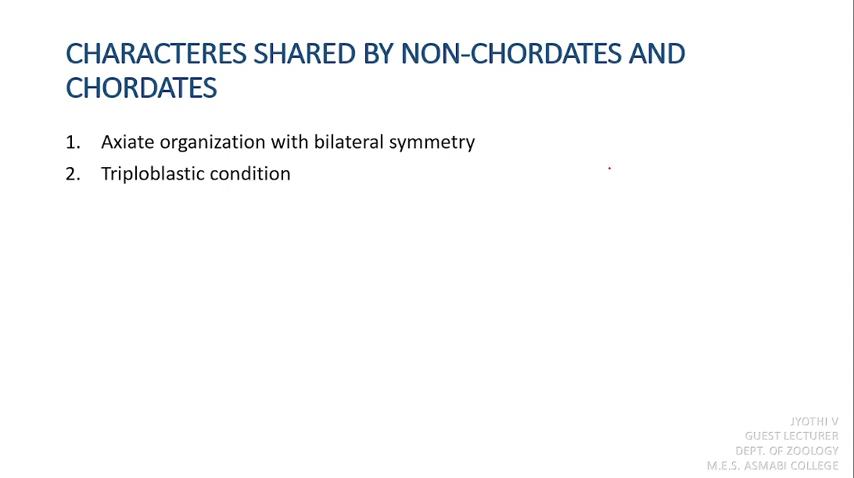 CHARACTERES SHARED BY NON-CHORDATES AND
CHORDATES
1. Axiate organization with bilateral symmetry
2. Triploblastic condition
JYOTHI V
GUEST LECTURER
DEPT. OF ZOOLOGY
M.E.S. ASMABI COLLEGE